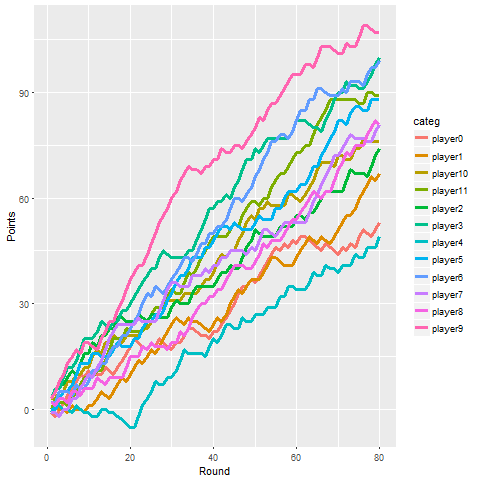 90
60
30
0
Points
0 20 40 60 80
Round
categ
player0
player1
player10
player11
player2
player3
player4
player5
player6
player7
player8
player9